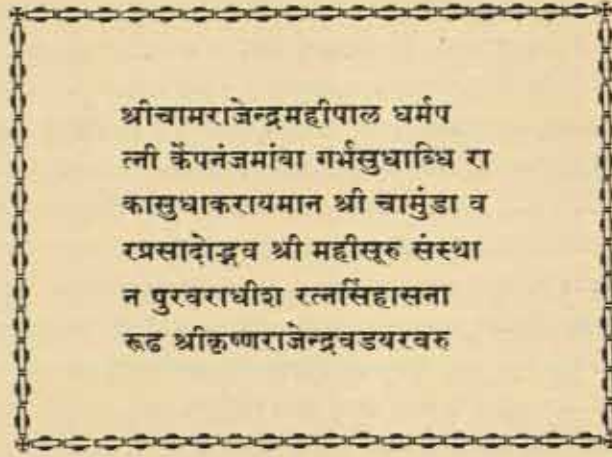 श्रीचामराजेन्द्रमहीपाल धर्मप
त्नी केंपनंजमांबा गर्भसुधाब्धि रा
कासुधाकरायमान श्री चामुंडा व
रप्रसादोद्भव श्री महीसूरु संस्था
न पुरवराधीश रत्नसिंहासना
रूढ श्रीकृष्णराजेन्द्रवडयरवरु